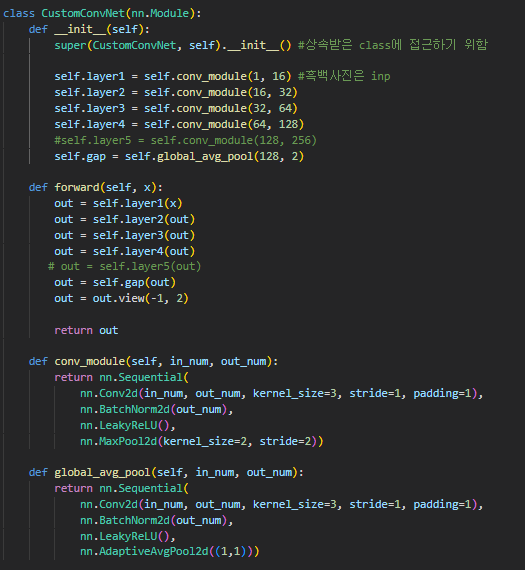 class CustomConvNet(nn.Module):
    def __init__(self):
        super(CustomConvNet, self).__init__() #상속받은 class에 접근하기 위함

        self.layer1 = self.conv_module(1, 16) #흑백사진은 inp
        self.layer2 = self.conv_module(16, 32)
        self.layer3 = self.conv_module(32, 64)
        self.layer4 = self.conv_module(64, 128)
        #self.layer5 = self.conv_module(128, 256)
        self.gap = self.global_avg_pool(128, 2)

    def forward(self, x):
        out = self.layer1(x)
        out = self.layer2(out)
        out = self.layer3(out)
        out = self.layer4(out)
       # out = self.layer5(out)
        out = self.gap(out)
        out = out.view(-1, 2)

        return out

    def conv_module(self, in_num, out_num):
        return nn.Sequential(
            nn.Conv2d(in_num, out_num, kernel_size=3, stride=1, padding=1),
            nn.BatchNorm2d(out_num),
            nn.LeakyReLU(),
            nn.MaxPool2d(kernel_size=2, stride=2))

    def global_avg_pool(self, in_num, out_num):
        return nn.Sequential(
            nn.Conv2d(in_num, out_num, kernel_size=3, stride=1, padding=1),
            nn.BatchNorm2d(out_num),
            nn.LeakyReLU(),
            nn.AdaptiveAvgPool2d((1,1)))